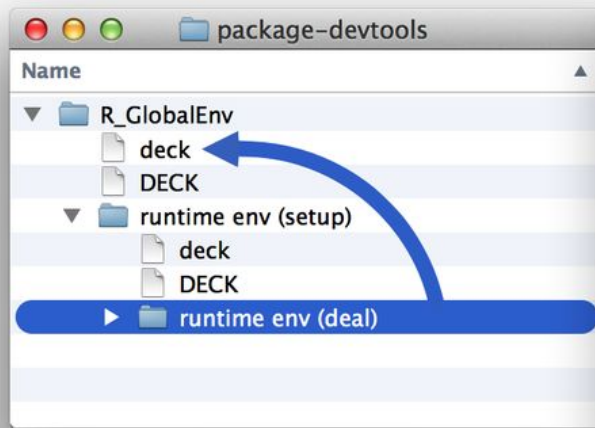 package-devtools
Name
R_GlobalEnv
deck
DECK
runtime env (setup)
deck
DECK
runtime env (deal)